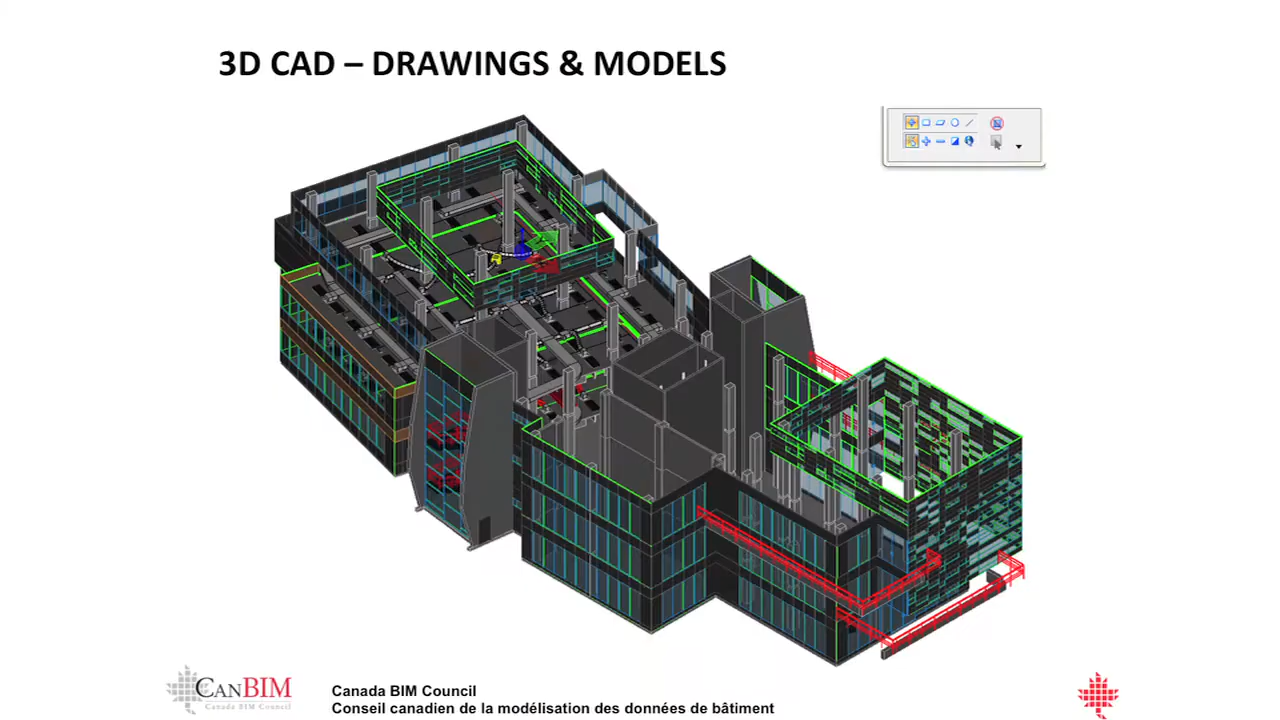 3D CAD – DRAWINGS & MODELS
CANBIM
Canada BIM Council
Canada BIM Council
Conseil canadien de la modélisation des données de bâtiment